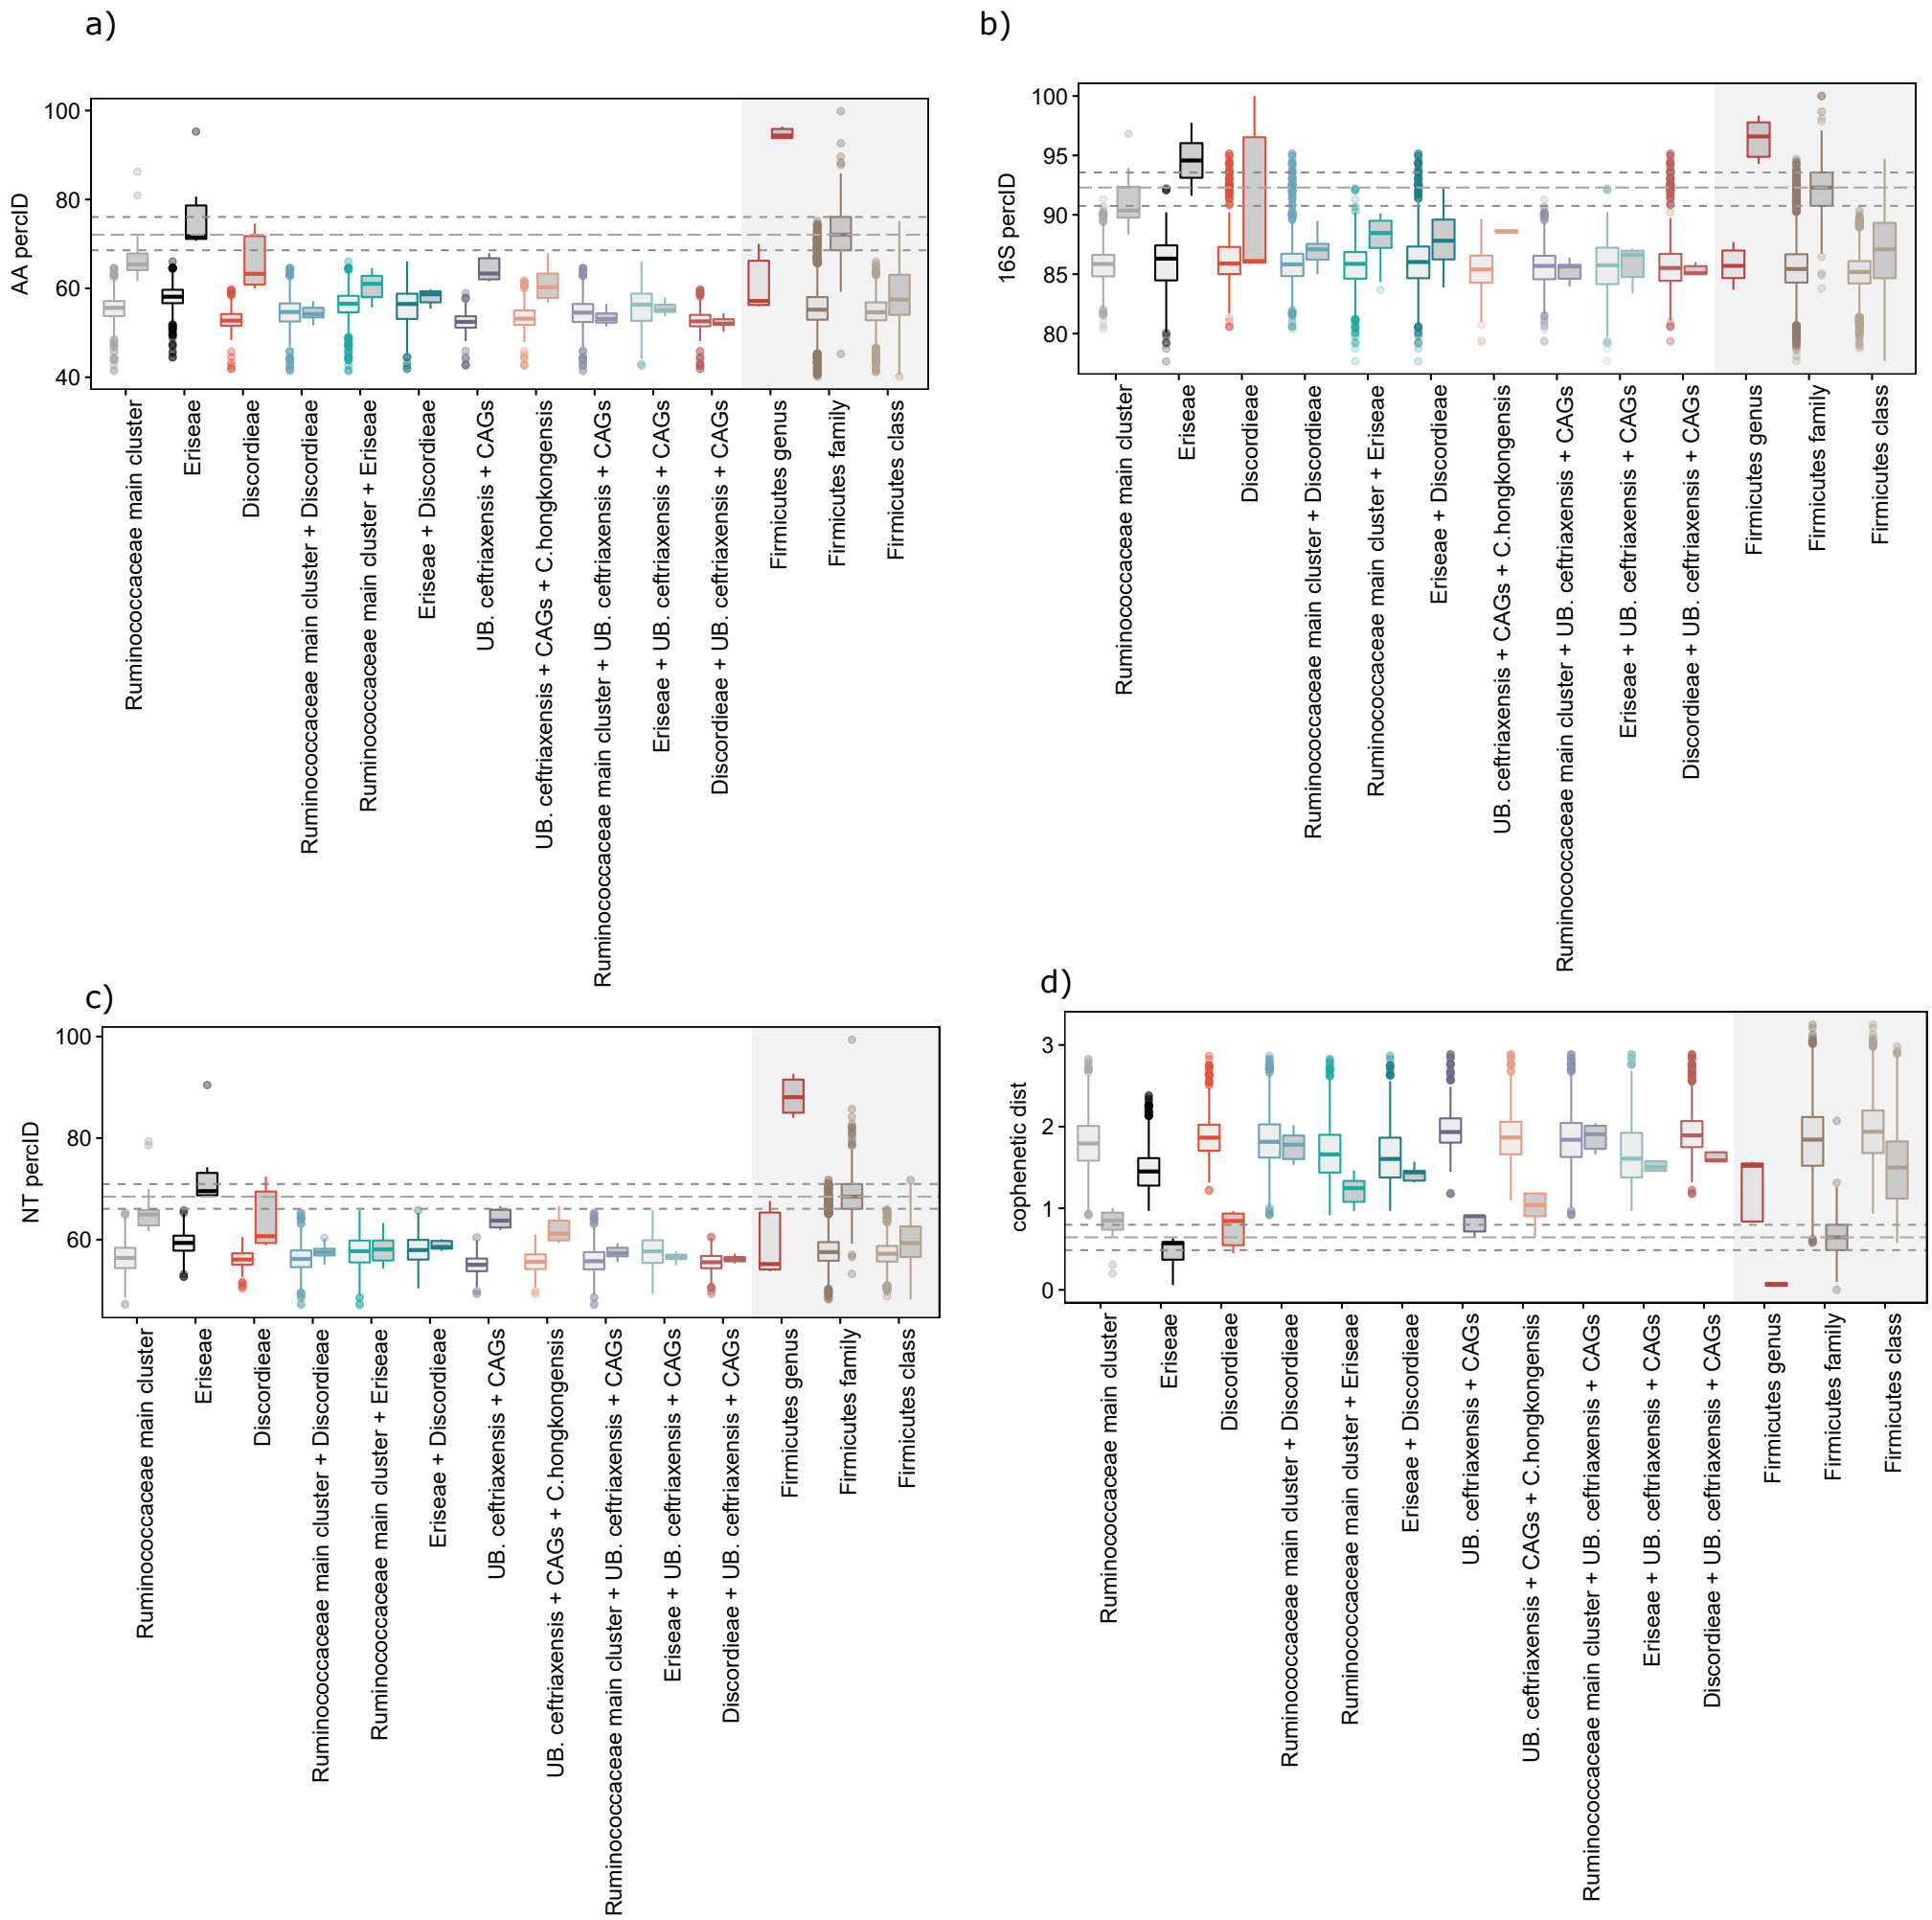 a)
AA percID
100
80
60
40
Ruminococcaceae main cluster
Eriseae
Discordieae
Ruminococcaceae main cluster + Discordieae
Ruminococcaceae main cluster + Eriseae
Eriseae + Discordieae
UB. ceftriaxensis + CAGs
UB. ceftriaxensis + CAGs + C.hongkongensis
Ruminococcaceae main cluster + UB. ceftriaxensis + CAGs
Eriseae + UB. ceftriaxensis + CAGs
Discordieae + UB. ceftriaxensis + CAGs
Firmicutes genus
Firmicutes family
Firmicutes class
b)
16S percID
100
95
90
85
80
Ruminococcaceae main cluster
Eriseae
Discordieae
Ruminococcaceae main cluster + Discordieae
Ruminococcaceae main cluster + Eriseae
Eriseae + Discordieae
UB. ceftriaxensis + CAGs + C.hongkongensis
Ruminococcaceae main cluster + UB. ceftriaxensis + CAGs
Eriseae + UB. ceftriaxensis + CAGs
Discordieae + UB. ceftriaxensis + CAGs
Firmicutes genus
Firmicutes family
Firmicutes class
c)
NT percID
100
80
60
Ruminococcaceae main cluster
Eriseae
Discordieae
Ruminococcaceae main cluster + Discordieae
Ruminococcaceae main cluster + Eriseae
Eriseae + Discordieae
UB. ceftriaxensis + CAGs
UB. ceftriaxensis + CAGs + C.hongkongensis
Ruminococcaceae main cluster + UB. ceftriaxensis + CAGs
Eriseae + UB. ceftriaxensis + CAGs
Discordieae + UB. ceftriaxensis + CAGs
Firmicutes genus
Firmicutes family
Firmicutes class
d)
cophenetic dist
3
2
1
0
Ruminococcaceae main cluster
Eriseae
Discordieae
Ruminococcaceae main cluster + Discordieae
Ruminococcaceae main cluster + Eriseae
Eriseae + Discordieae
UB. ceftriaxensis + CAGs
UB. ceftriaxensis + CAGs + C.hongkongensis
Ruminococcaceae main cluster + UB. ceftriaxensis + CAGs
Eriseae + UB. ceftriaxensis + CAGs
Discordieae + UB. ceftriaxensis + CAGs
Firmicutes genus
Firmicutes family
Firmicutes class